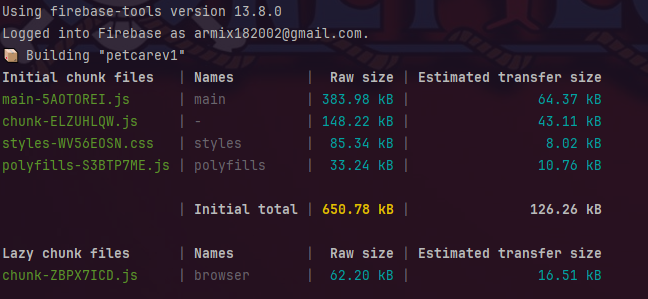 Using firebase-tools version 13.8.0
Logged into Firebase as armix182002@gmail.com.
📦 Building "petcarev1"
Initial chunk files   | Names         |  Raw size | Estimated transfer size
main-5AOTOREI.js      | main          | 383.98 kB |                64.37 kB
chunk-ELZUHLQW.js     | -             | 148.22 kB |                43.11 kB
styles-WV56EOSN.css   | styles        |  85.34 kB |                 8.02 kB
polyfills-S3BTP7ME.js | polyfills     |  33.24 kB |                10.76 kB
                      | Initial total | 650.78 kB |               126.26 kB
Lazy chunk files      | Names         |  Raw size | Estimated transfer size
chunk-ZBPX7ICD.js     | browser       |  62.20 kB |                16.51 kB